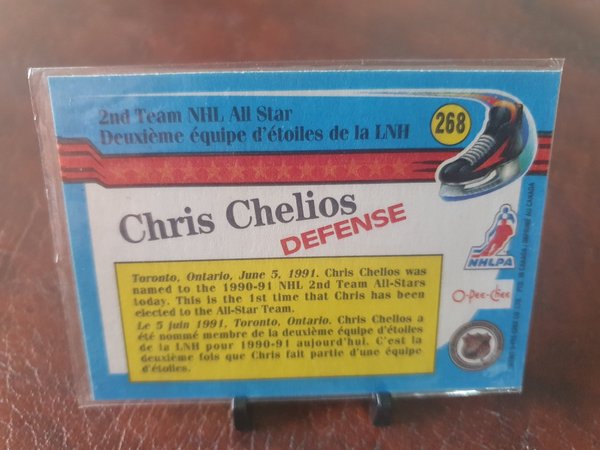 2nd Team NHL All Star
Deuxième équipe d'étoiles de la LNH
268
Chris Chelios
DEFENSE
NHLPA
O-Pee-Chee
Toronto, Ontario, June 5, 1991. Chris Chelios was
named to the 1990-91 NHL 2nd Team All-Stars
today. This is the 1st time that Chris has been
elected to the All-Star Team.
Le 5 juin 1991, Toronto, Ontario. Chris Chelios a
été nommé membre de la deuxième équipe d'étoiles
de la LNH pour 1990-91 aujourd'hui. C'est la
deuxième fois que Chris fait partie d'une équipe
d'étoiles.